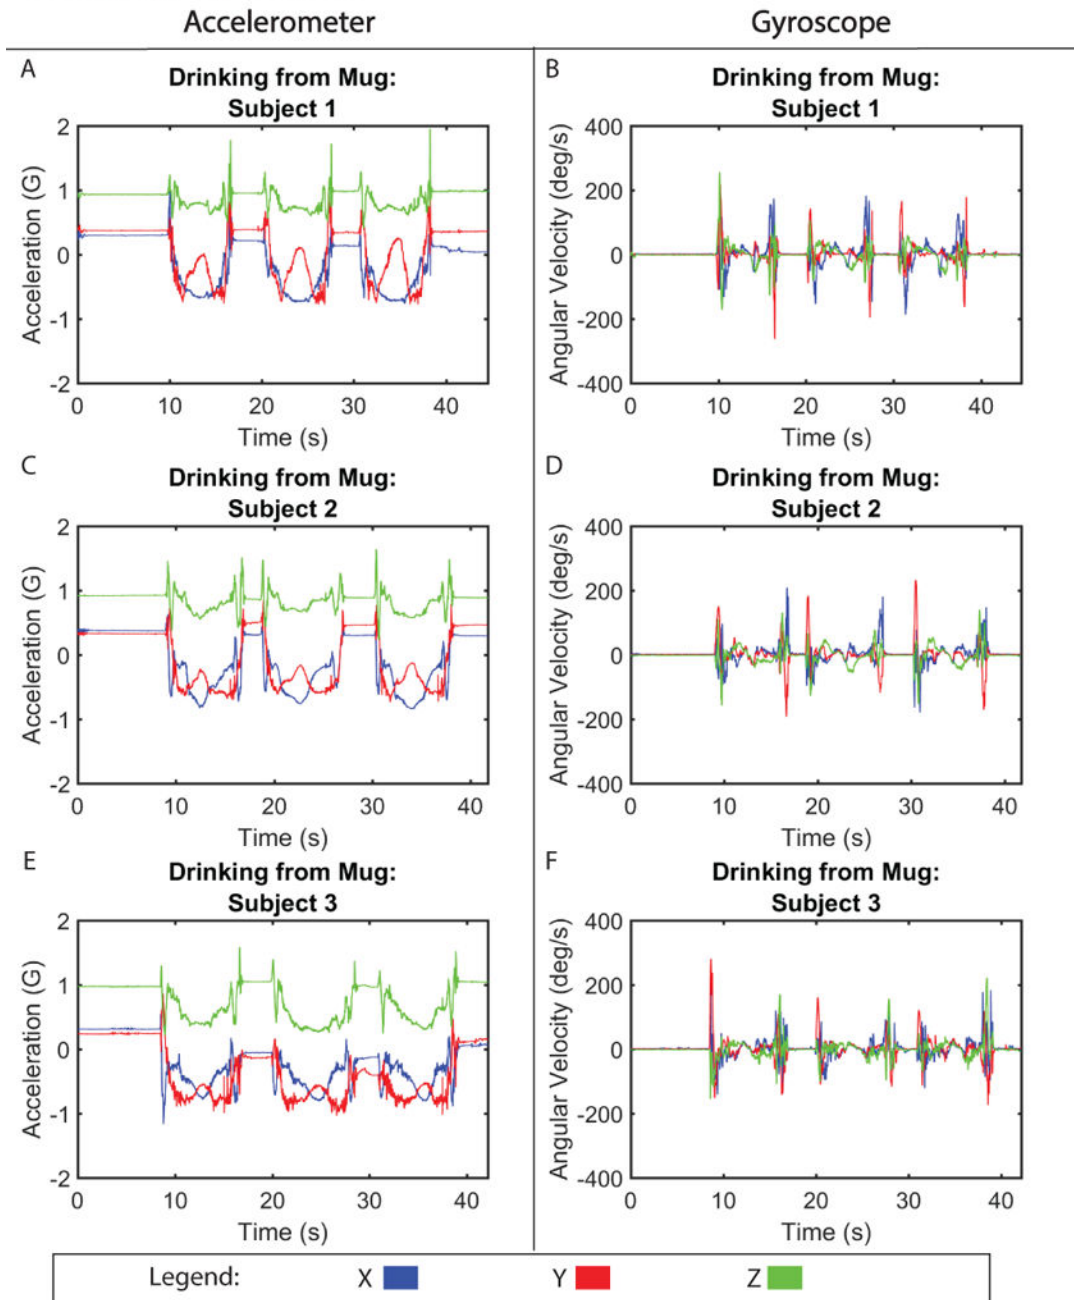 Accelerometer
Gyroscope
A
Drinking from Mug:
Subject 1
Acceleration (G)
2
1
0
-1
-2
0
10
20
30
40
Time (s)
B
Drinking from Mug:
Subject 1
Angular Velocity (deg/s)
400
200
0
-200
-400
0
10
20
30
40
Time (s)
C
Drinking from Mug:
Subject 2
Acceleration (G)
2
1
0
-1
-2
0
10
20
30
40
Time (s)
D
Drinking from Mug:
Subject 2
Angular Velocity (deg/s)
400
200
0
-200
-400
0
10
20
30
40
Time (s)
E
Drinking from Mug:
Subject 3
Acceleration (G)
2
1
0
-1
-2
0
10
20
30
40
Time (s)
F
Drinking from Mug:
Subject 3
Angular Velocity (deg/s)
400
200
0
-200
-400
0
10
20
30
40
Time (s)
Legend: X Y Z